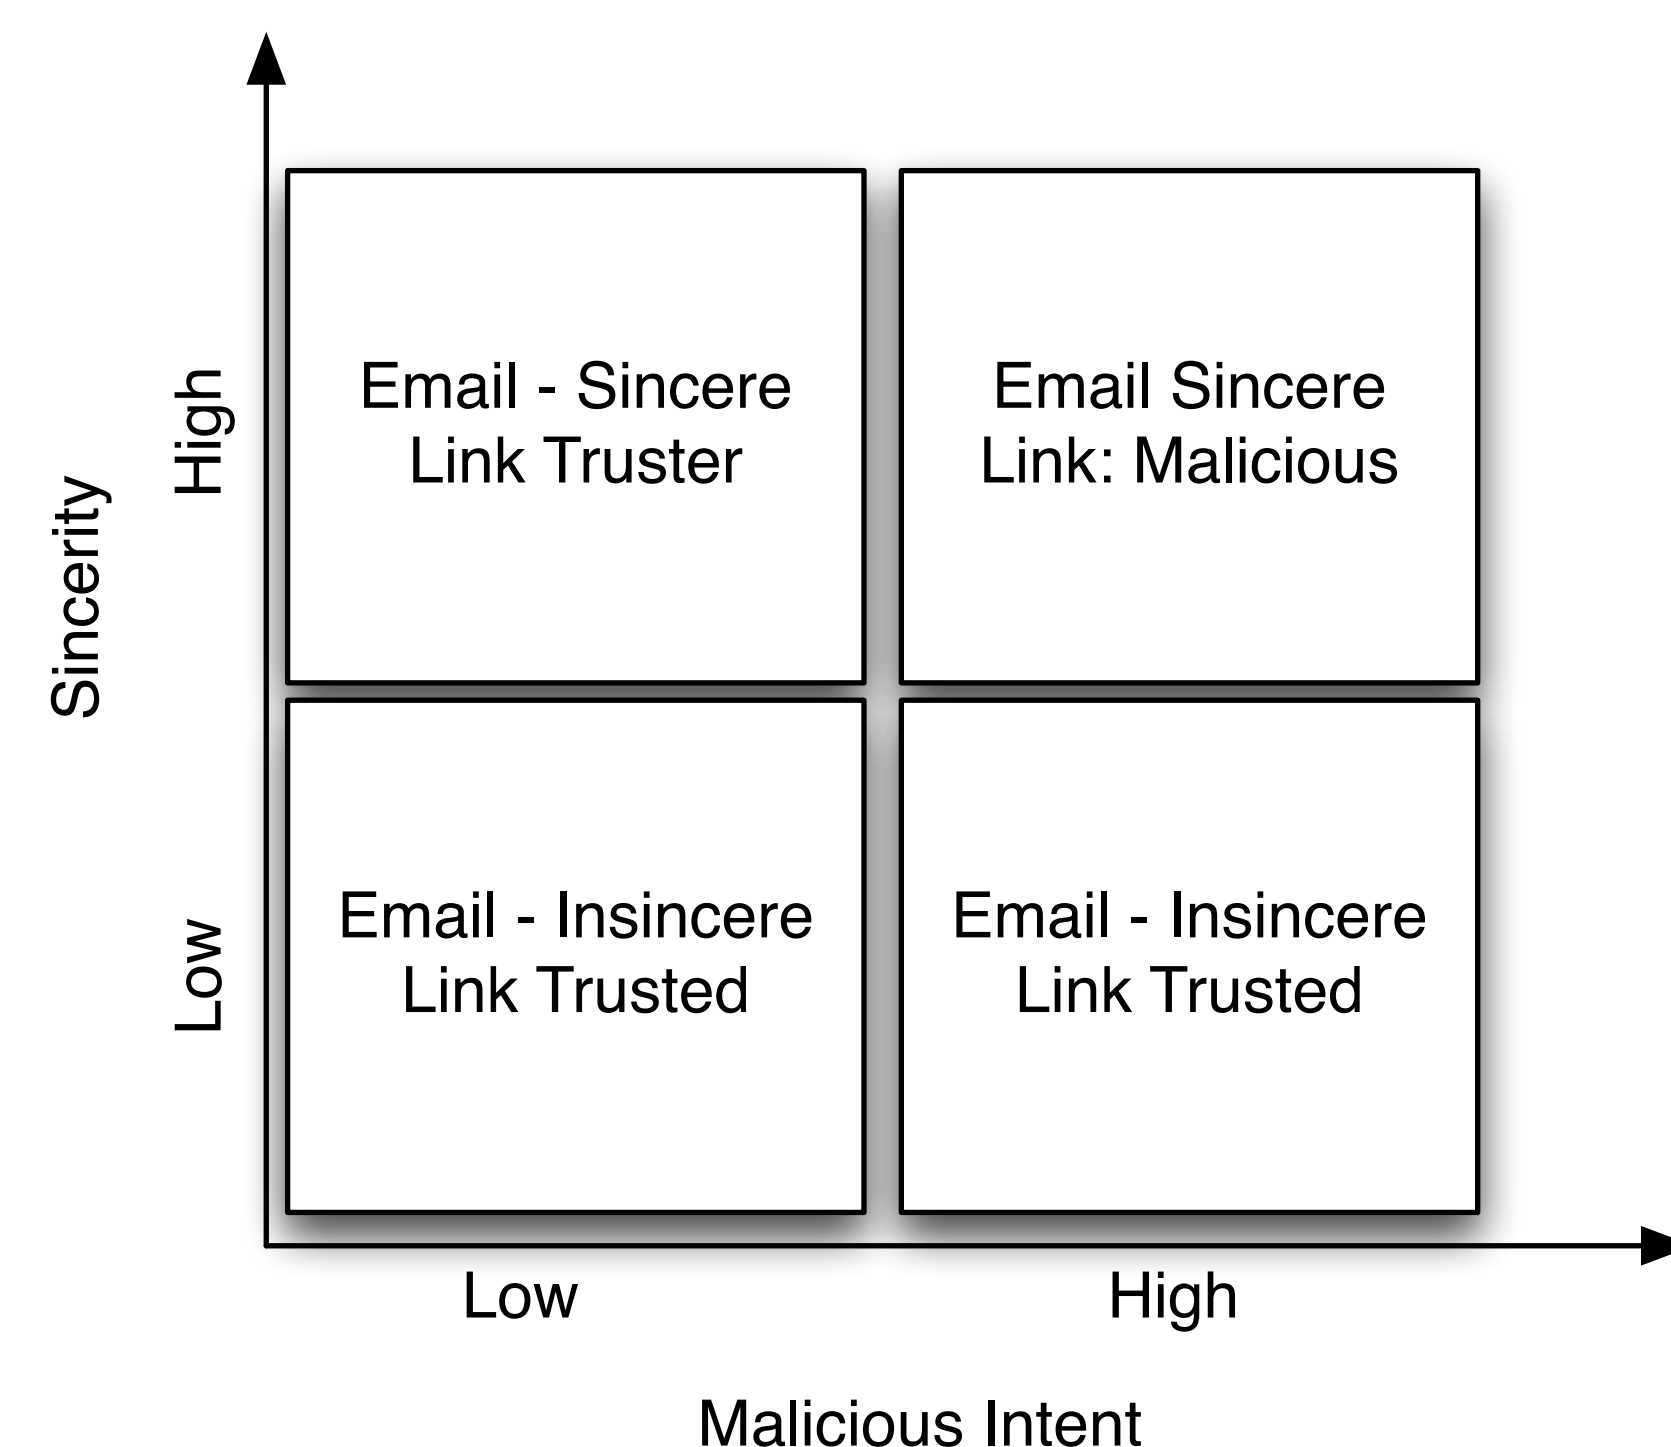 Sincerity
High
Email - Sincere
Link Truster
Email Sincere
Link: Malicious
Low
Email - Insincere
Link Trusted
Email - Insincere
Link Trusted
Low
High
Malicious Intent